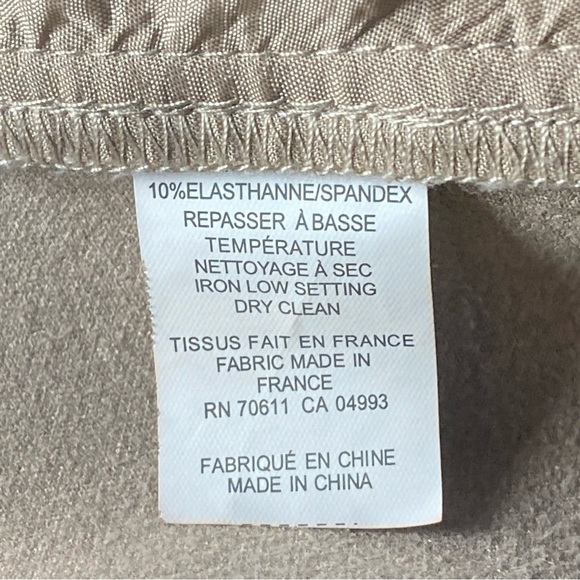 10%ELASTHANNE/SPANDEX
REPASSER À BASSE
TEMPÉRATURE
NETTOYAGE À SEC
IRON LOW SETTING
DRY CLEAN
TISSUS FAIT EN FRANCE
FABRIC MADE IN
FRANCE
RN 70611 CA 04993
FABRIQUÉ EN CHINE
MADE IN CHINA